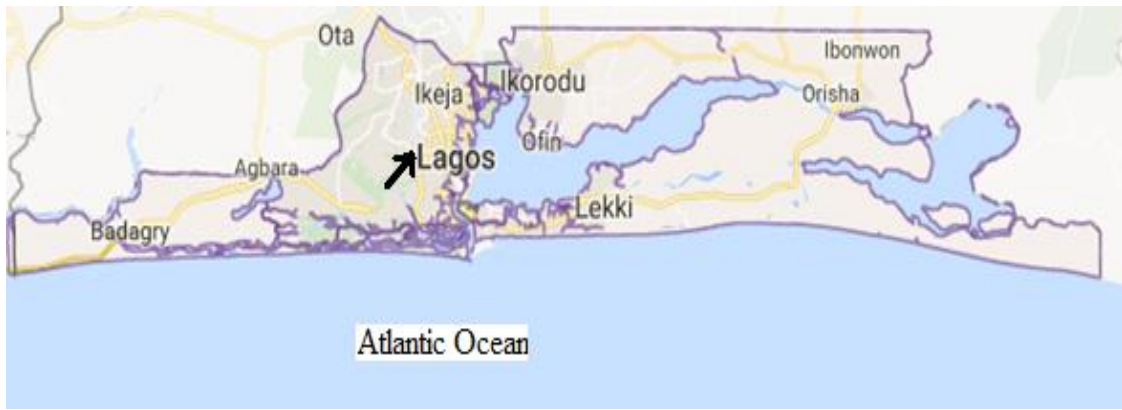 Ota
Ibonwon
Ikeja
Ikorodu
Orisha
Ofin
Lagos
Agbara
Lekki
Badagry
Atlantic Ocean